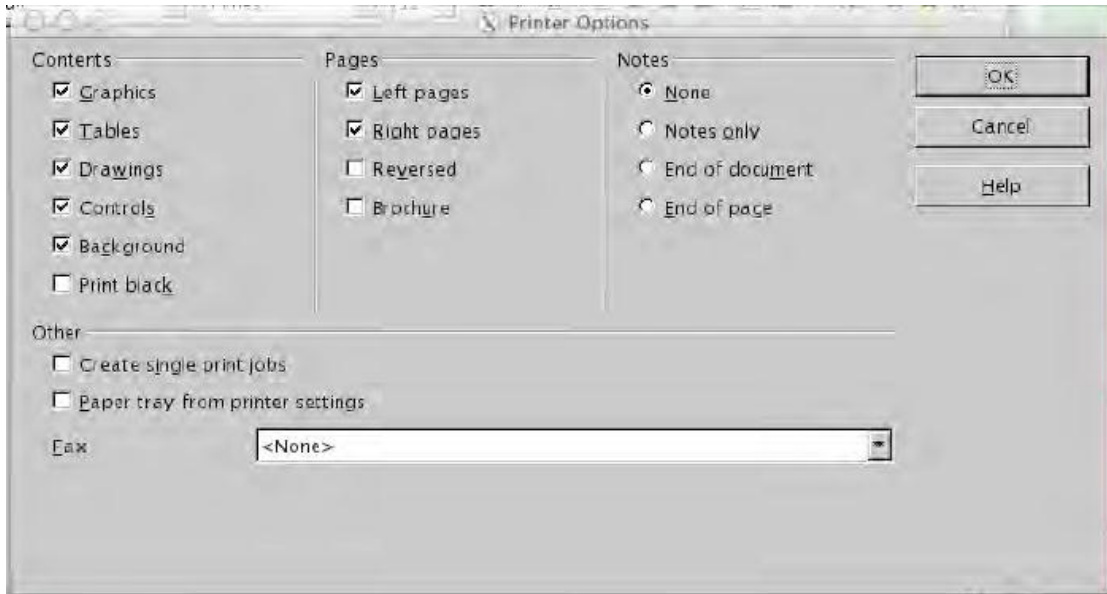 Printer Options
Contents
Graphics
Tables
Drawings
Controls
Background
Print black
Pages
Left pages
Right pages
Reversed
Brochure
Notes
None
Notes only
End of document
End of page
OK
Cancel
Help
Other
Create single print jobs
Paper tray from printer settings
Fax
<None>